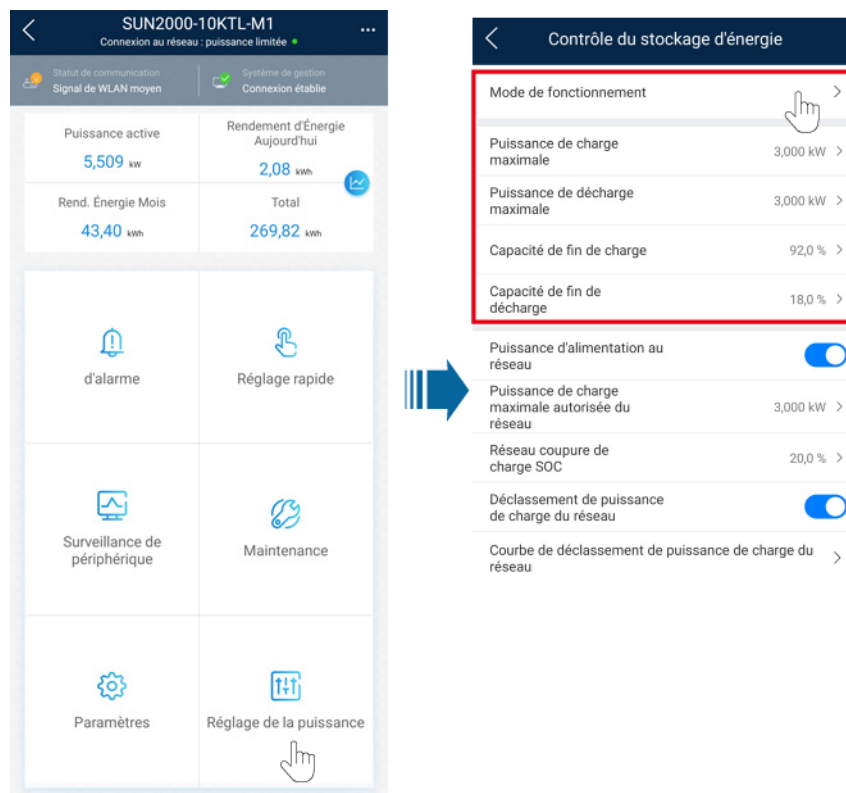 SUN2000-10KTL-M1
Connexion au réseau : puissance limitée
Statut de communication
Signal de WLAN moyen
Système de gestion
Connexion établie
Puissance active
5,509 kW
Rendement d'Énergie
Aujourd'hui
2,08 kWh
Rend. Énergie Mois
43,40 kWh
Total
269,82 kWh
d'alarme
Réglage rapide
Surveillance de
périphérique
Maintenance
Paramètres
Réglage de la puissance
Contrôle du stockage d'énergie
Mode de fonctionnement
Puissance de charge
maximale
3,000 kW
Puissance de décharge
maximale
3,000 kW
Capacité de fin de charge
92,0 %
Capacité de fin de
décharge
18,0 %
Puissance d'alimentation au
réseau
Puissance de charge
maximale autorisée du
réseau
3,000 kW
Réseau coupure de
charge SOC
20,0 %
Déclassement de puissance
de charge du réseau
Courbe de déclassement de puissance de charge du
réseau